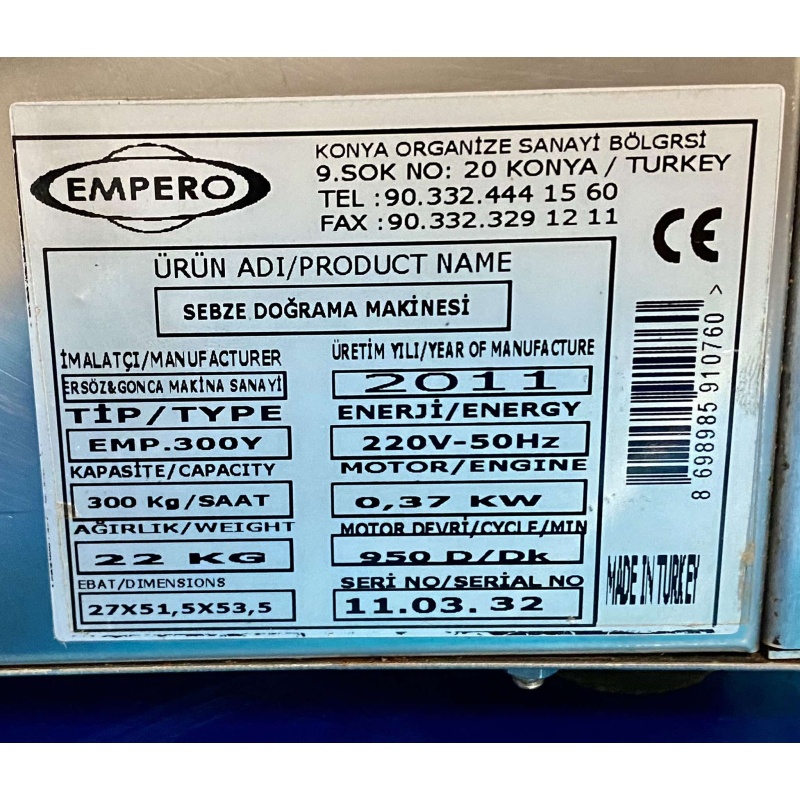 EMPERO
KONYA ORGANIZE SANAYİ BÖLGRSİ
9.SOK NO: 20 KONYA / TURKEY
TEL :90.332.444 15 60
FAX :90.332.329 12 11
CE
ÜRÜN ADI/PRODUCT NAME
SEBZE DOĞRAMA MAKİNESİ
İMALATÇI/MANUFACTURER
ERSÖZ&GONCA MAKİNA SANAYİ
TİP/TYPE
EMP.300Y
KAPASİTE/CAPACITY
300 Kg/SAAT
AĞIRLIK/WEIGHT
22 KG
EBAT/DIMENSIONS
27X51,5X53,5
ÜRETİM YILI/YEAR OF MANUFACTURE
2011
ENERJİ/ENERGY
220V-50Hz
MOTOR/ENGINE
0,37 KW
MOTOR DEVRİ/CYCLE/MIN
950 D/Dk
SERİ NO/SERIAL NO
11.03. 32
8 698985 910760 >
MADE IN TURKEY